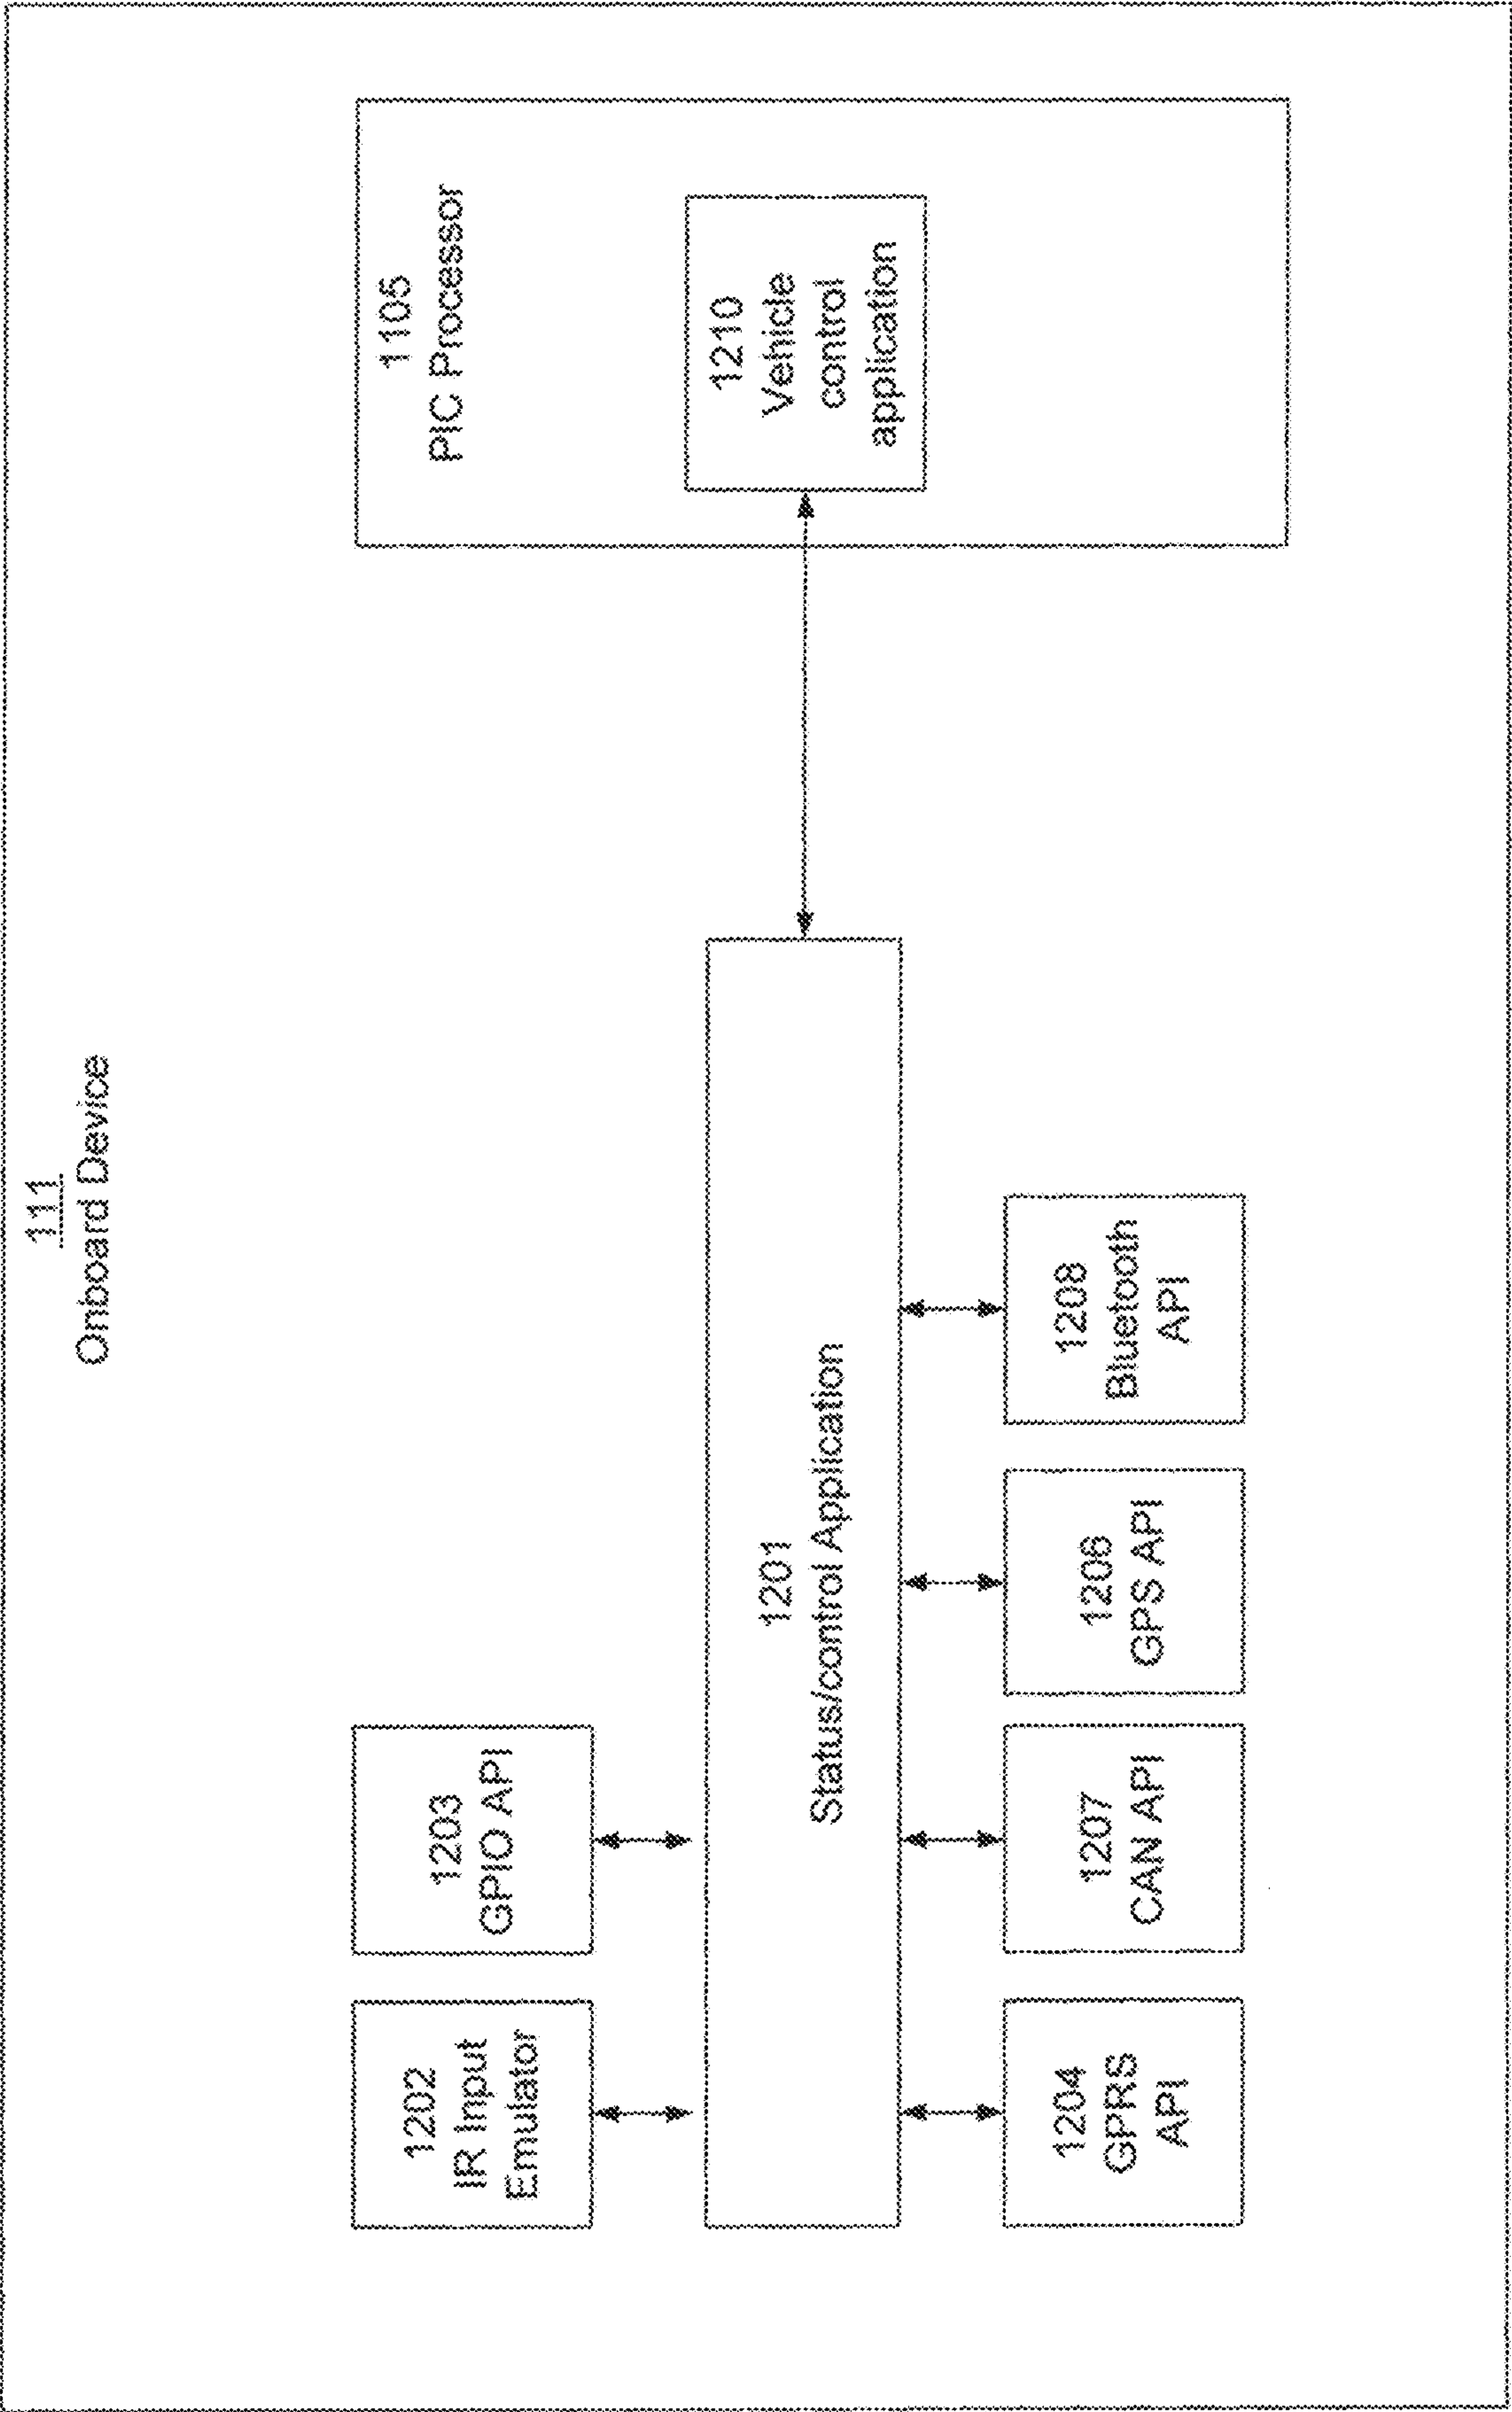 111
Onboard Device
1202
IR Input
Emulator
1203
GPIO API
1105
PIC Processor
1201
Status/control Application
1210
Vehicle
control
application
1204
GPRS
API
1207
CAN API
1206
GPS API
1208
Bluetooth
API